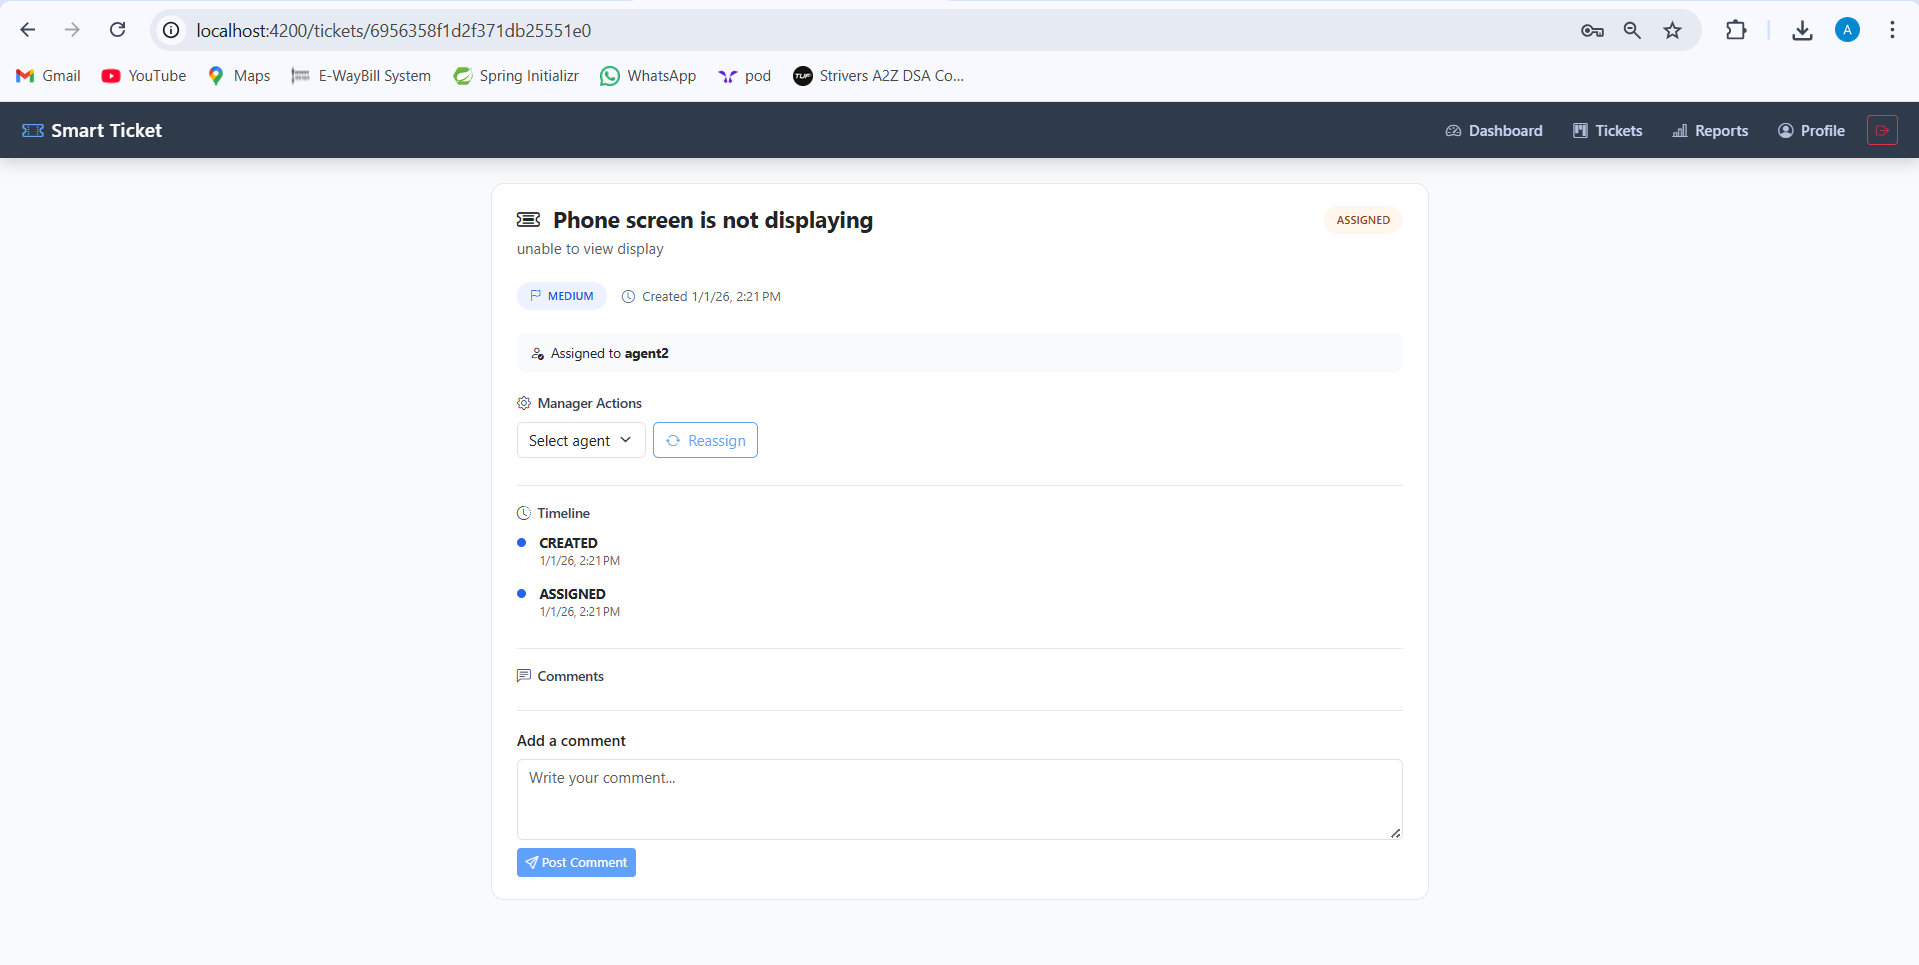 localhost:4200/tickets/6956358f1d2f371db25551e0
A
Gmail YouTube Maps E-WayBill System Spring Initializr WhatsApp pod TUF Strivers A2Z DSA Co...
Smart Ticket Dashboard Tickets Reports Profile
Phone screen is not displaying ASSIGNED
unable to view display
MEDIUM Created 1/1/26, 2:21 PM
Assigned to agent2
Manager Actions
Select agent Reassign
Timeline
CREATED
1/1/26, 2:21 PM
ASSIGNED
1/1/26, 2:21 PM
Comments
Add a comment
Write your comment...
Post Comment